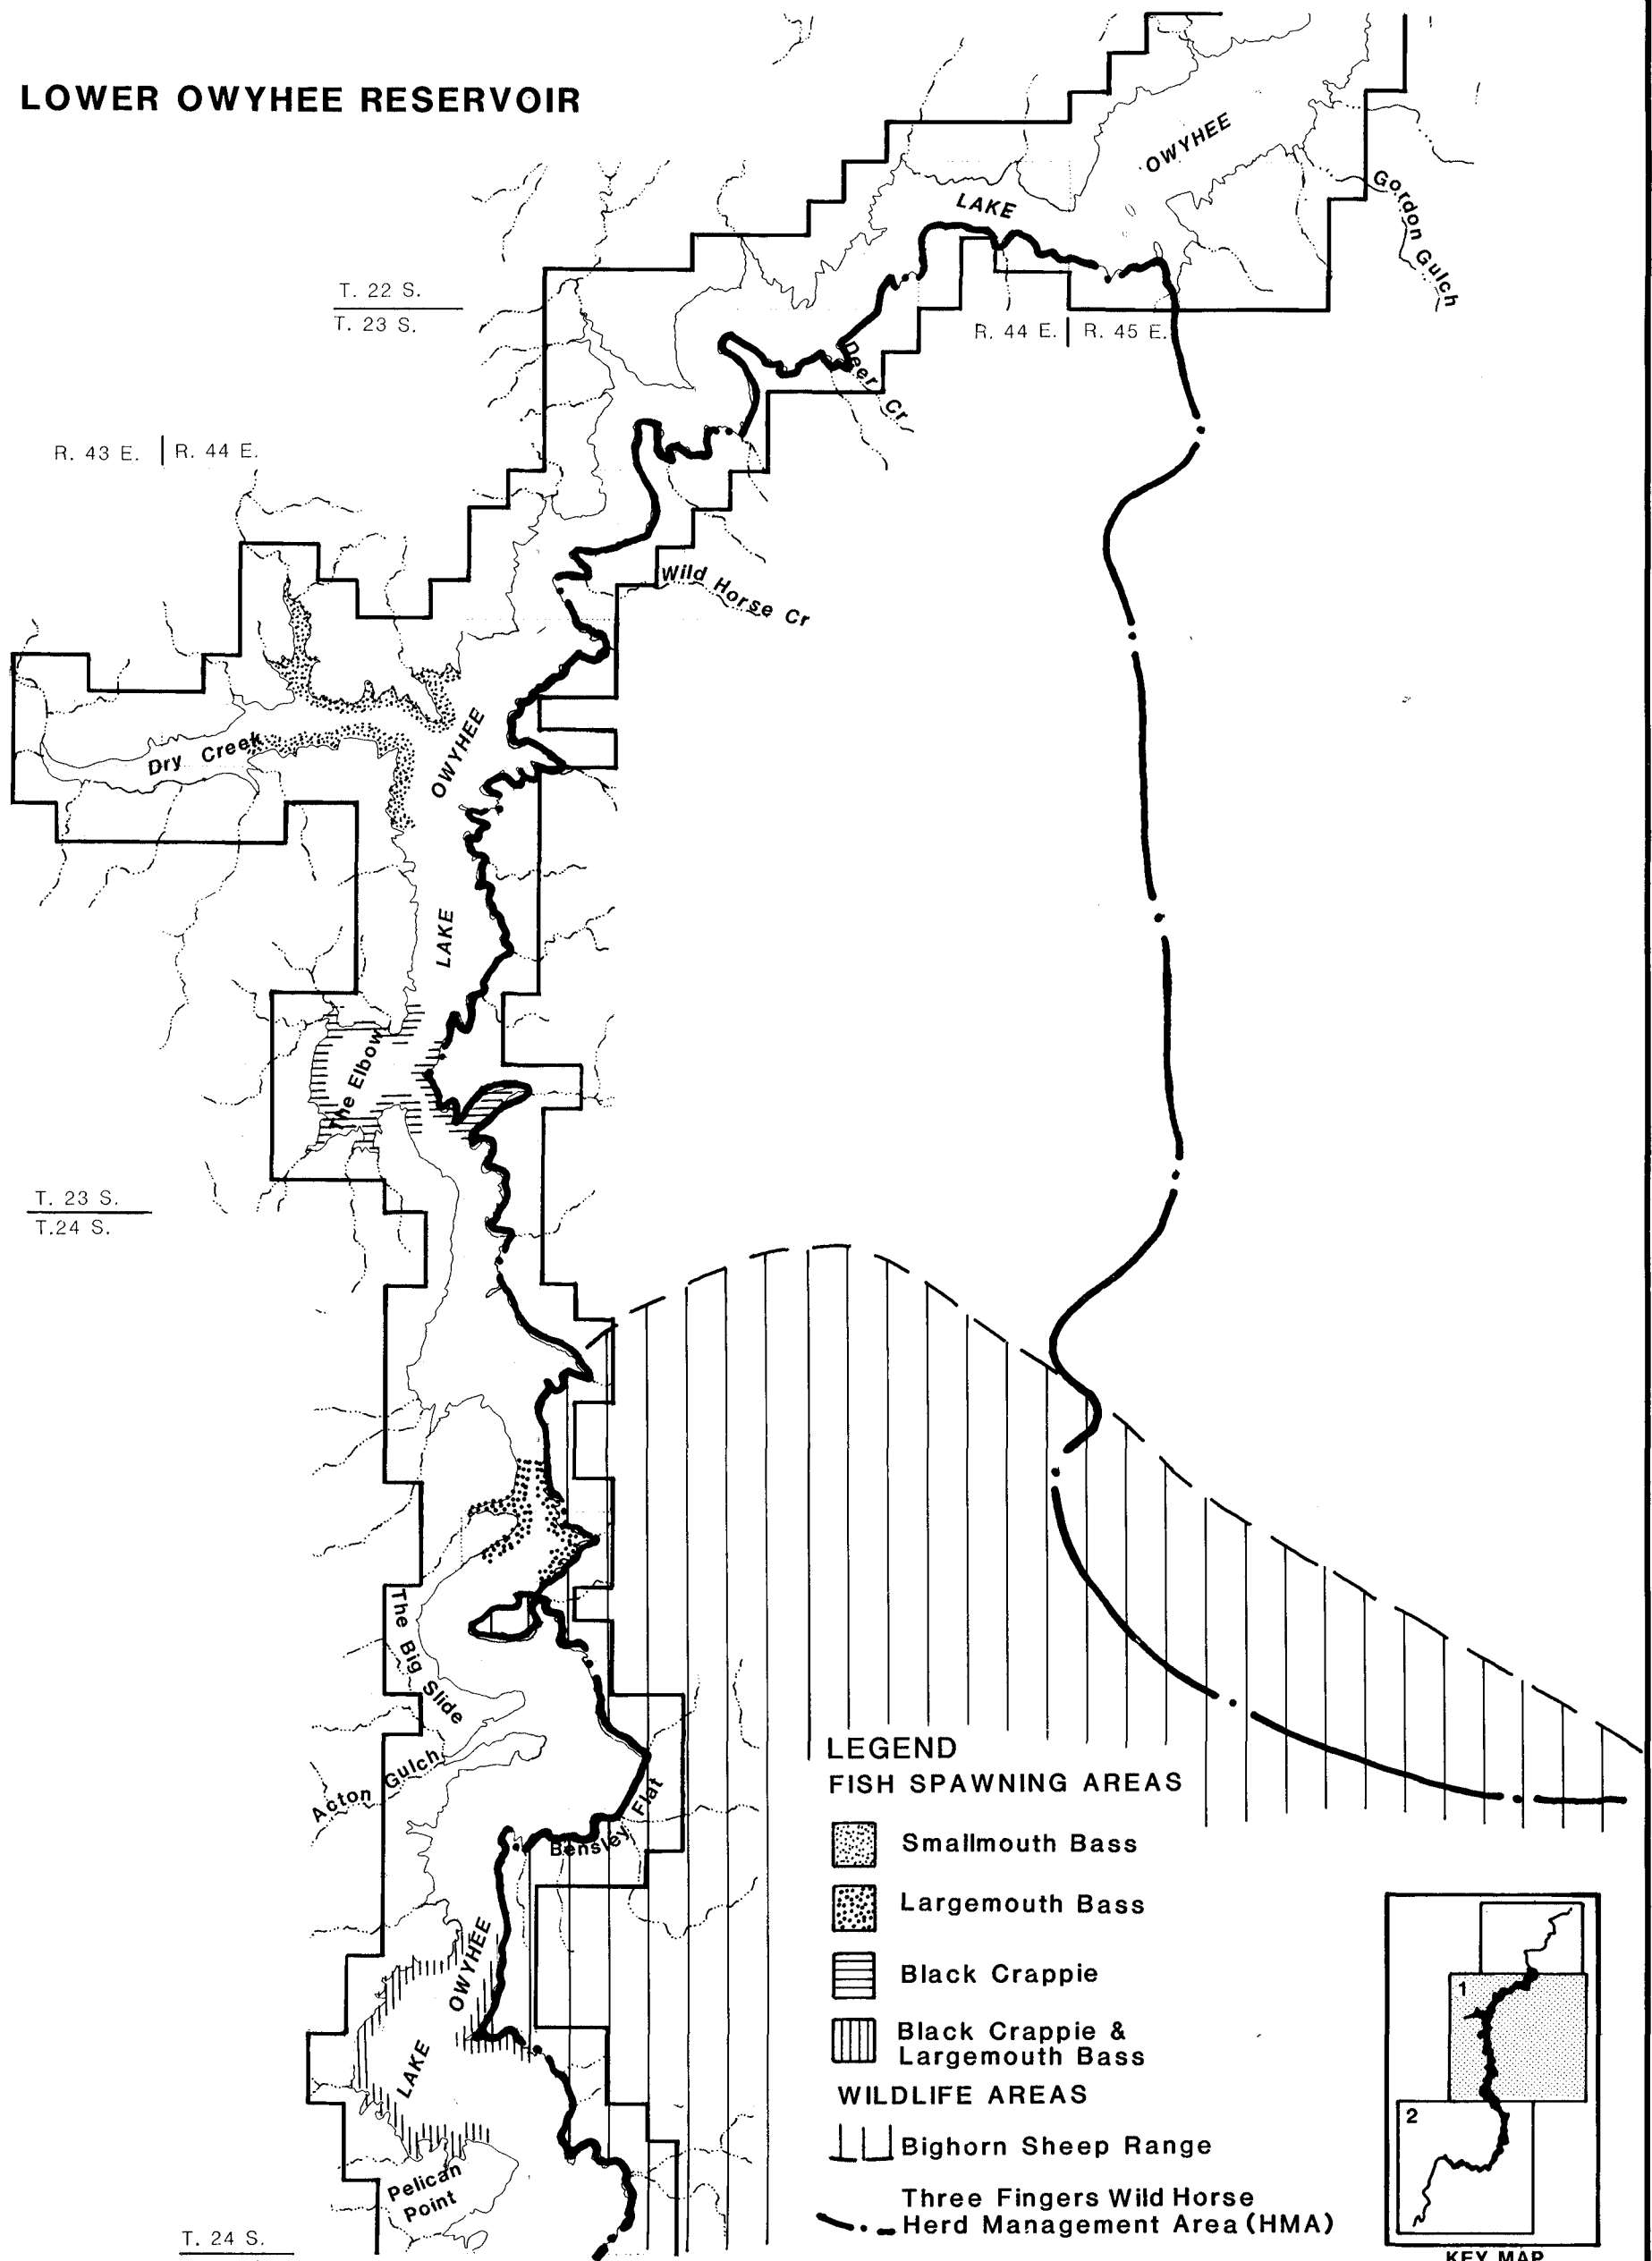 LOWER OWYHEE RESERVOIR
OWYHEE
LAKE
Gordon Gulch
T. 22 S.
T. 23 S.
R. 44 E. | R. 45 E.
Deer Cr
R. 43 E. | R. 44 E.
Wild Horse Cr
OWYHEE
Dry Creek
LAKE
The Elbow
T. 23 S.
T.24 S.
The Big Slide
Acton Gulch
Bensley Flat
OWYHEE
LAKE
Pelican
Point
T. 24 S.
LEGEND
FISH SPAWNING AREAS
Smallmouth Bass
Largemouth Bass
Black Crappie
Black Crappie &
Largemouth Bass
WILDLIFE AREAS
Bighorn Sheep Range
Three Fingers Wild Horse
Herd Management Area (HMA)
1
2
KEY MAP